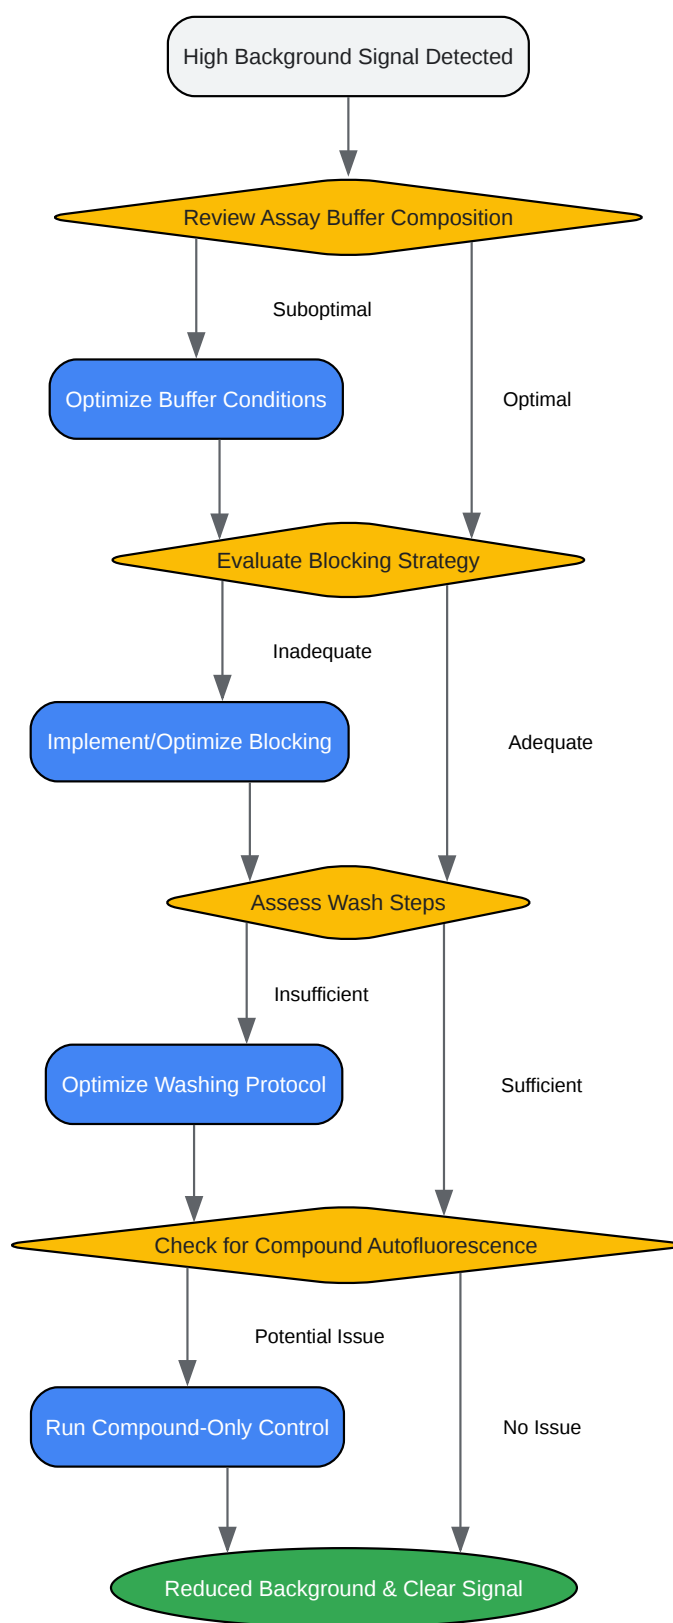 High Background Signal Detected
Review Assay Buffer Composition
Suboptimal
Optimize Buffer Conditions
Optimal
Evaluate Blocking Strategy
Inadequate
Implement/Optimize Blocking
Adequate
Assess Wash Steps
Insufficient
Optimize Washing Protocol
Sufficient
Check for Compound Autofluorescence
Potential Issue
Run Compound-Only Control
No Issue
Reduced Background & Clear Signal